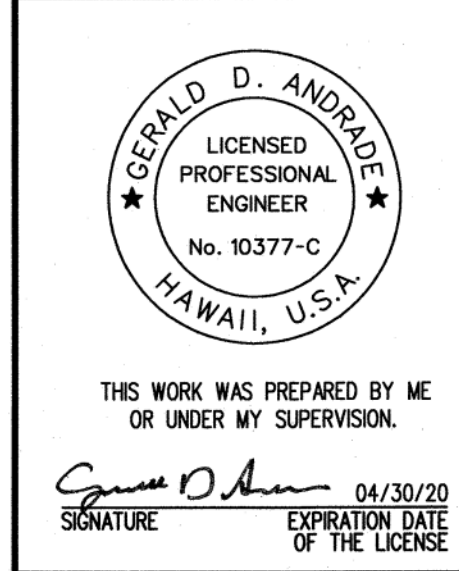 GERALD D. ANDRADE
LICENSED
PROFESSIONAL
ENGINEER
No. 10377-C
HAWAII, U.S.A.
THIS WORK WAS PREPARED BY ME
OR UNDER MY SUPERVISION.
04/30/20
SIGNATURE EXPIRATION DATE
OF THE LICENSE